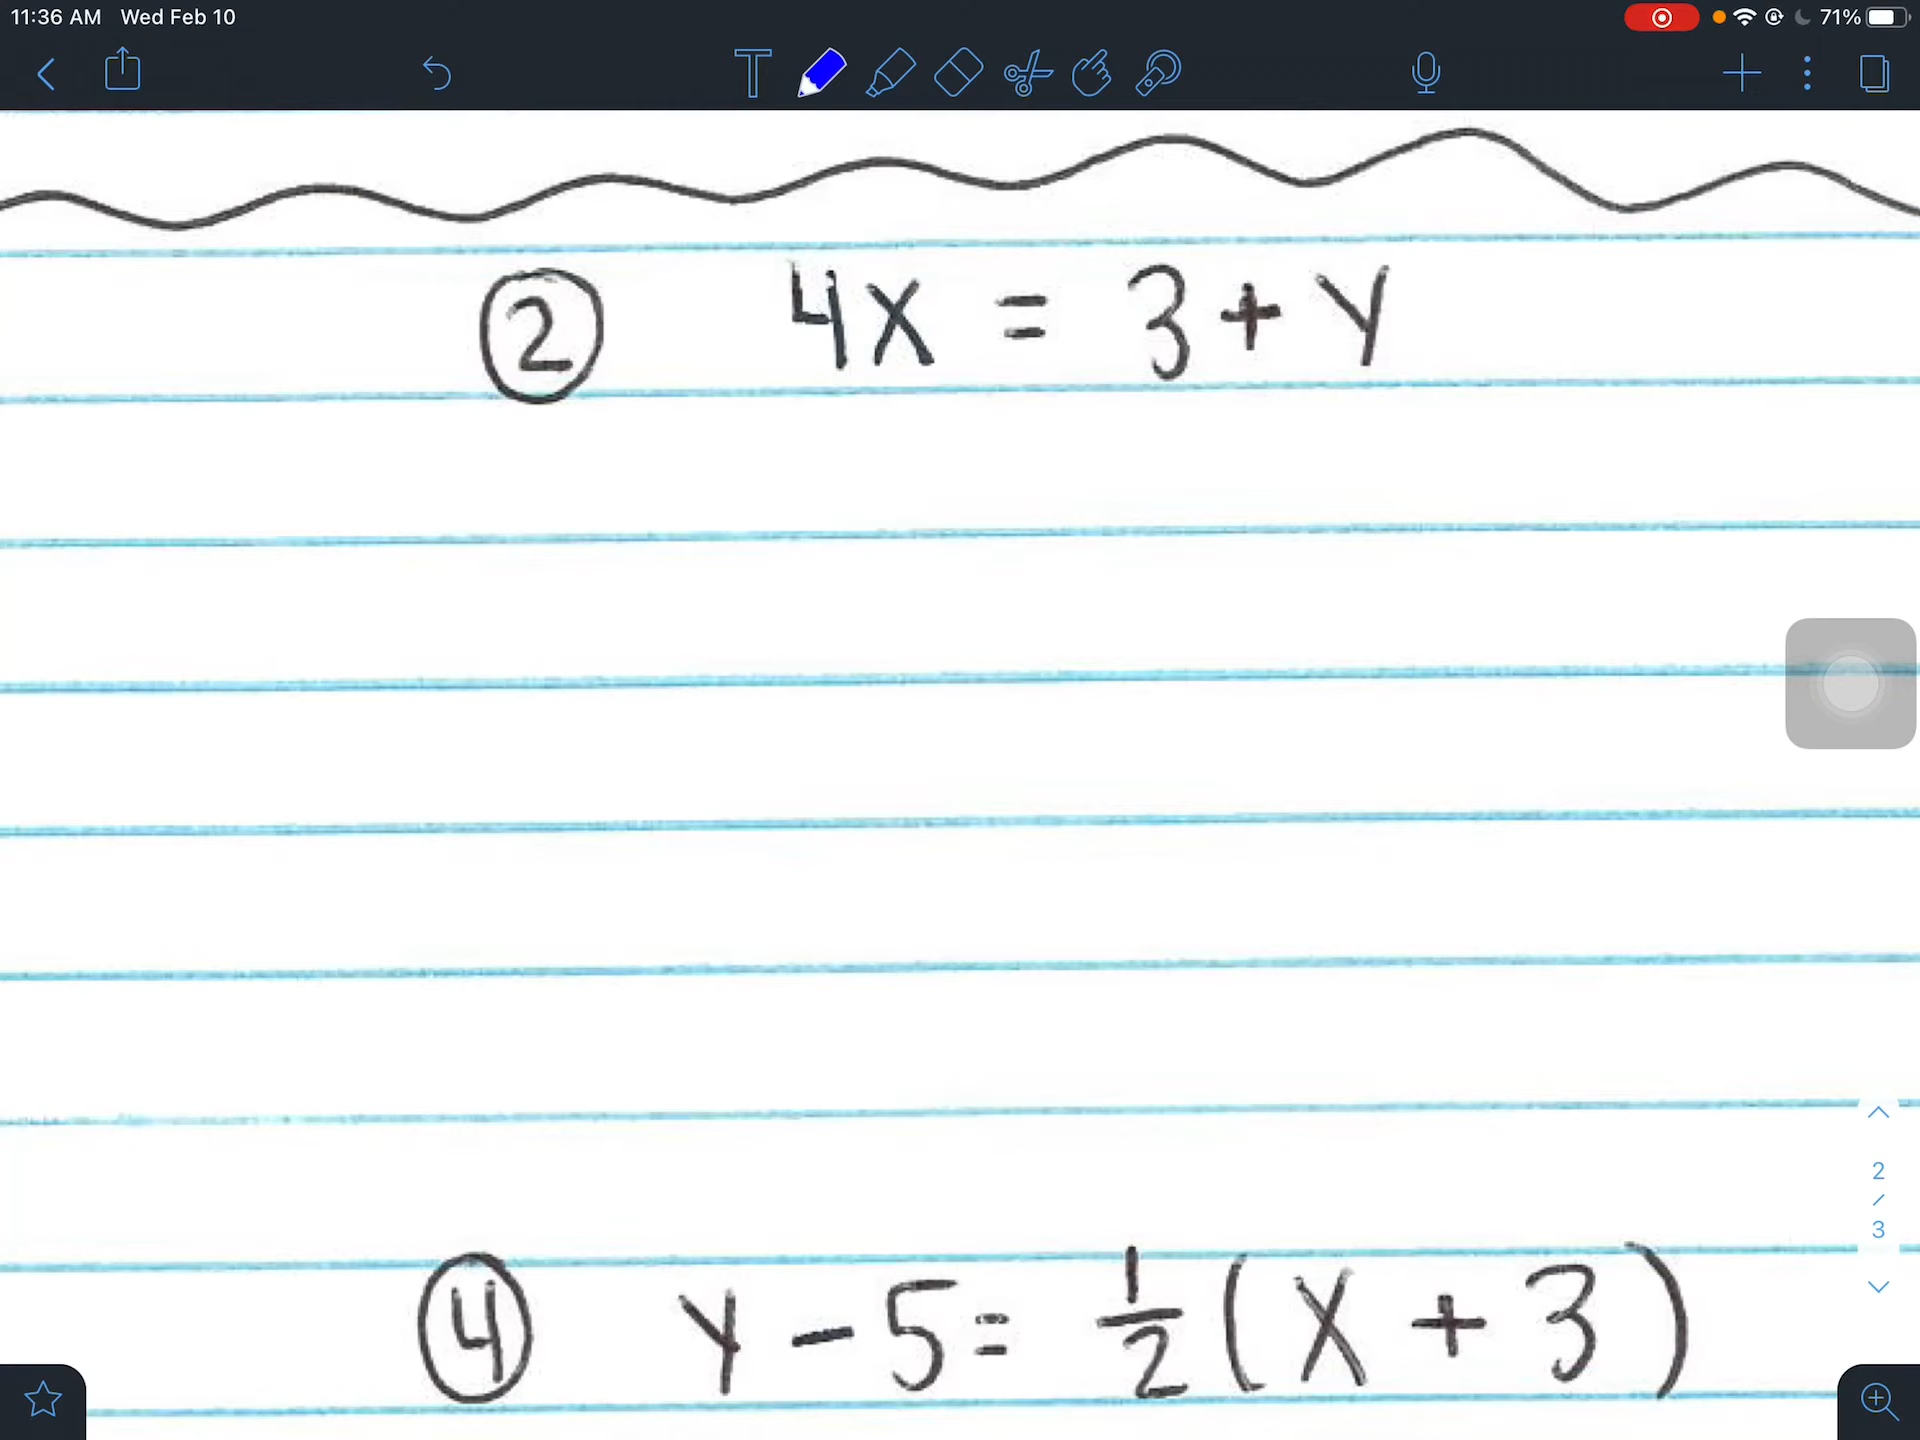 11:36 AM Wed Feb 10 71%
T
② 4X = 3 + Y
2
/
3
④ Y - 5 = 1/2 (X + 3)